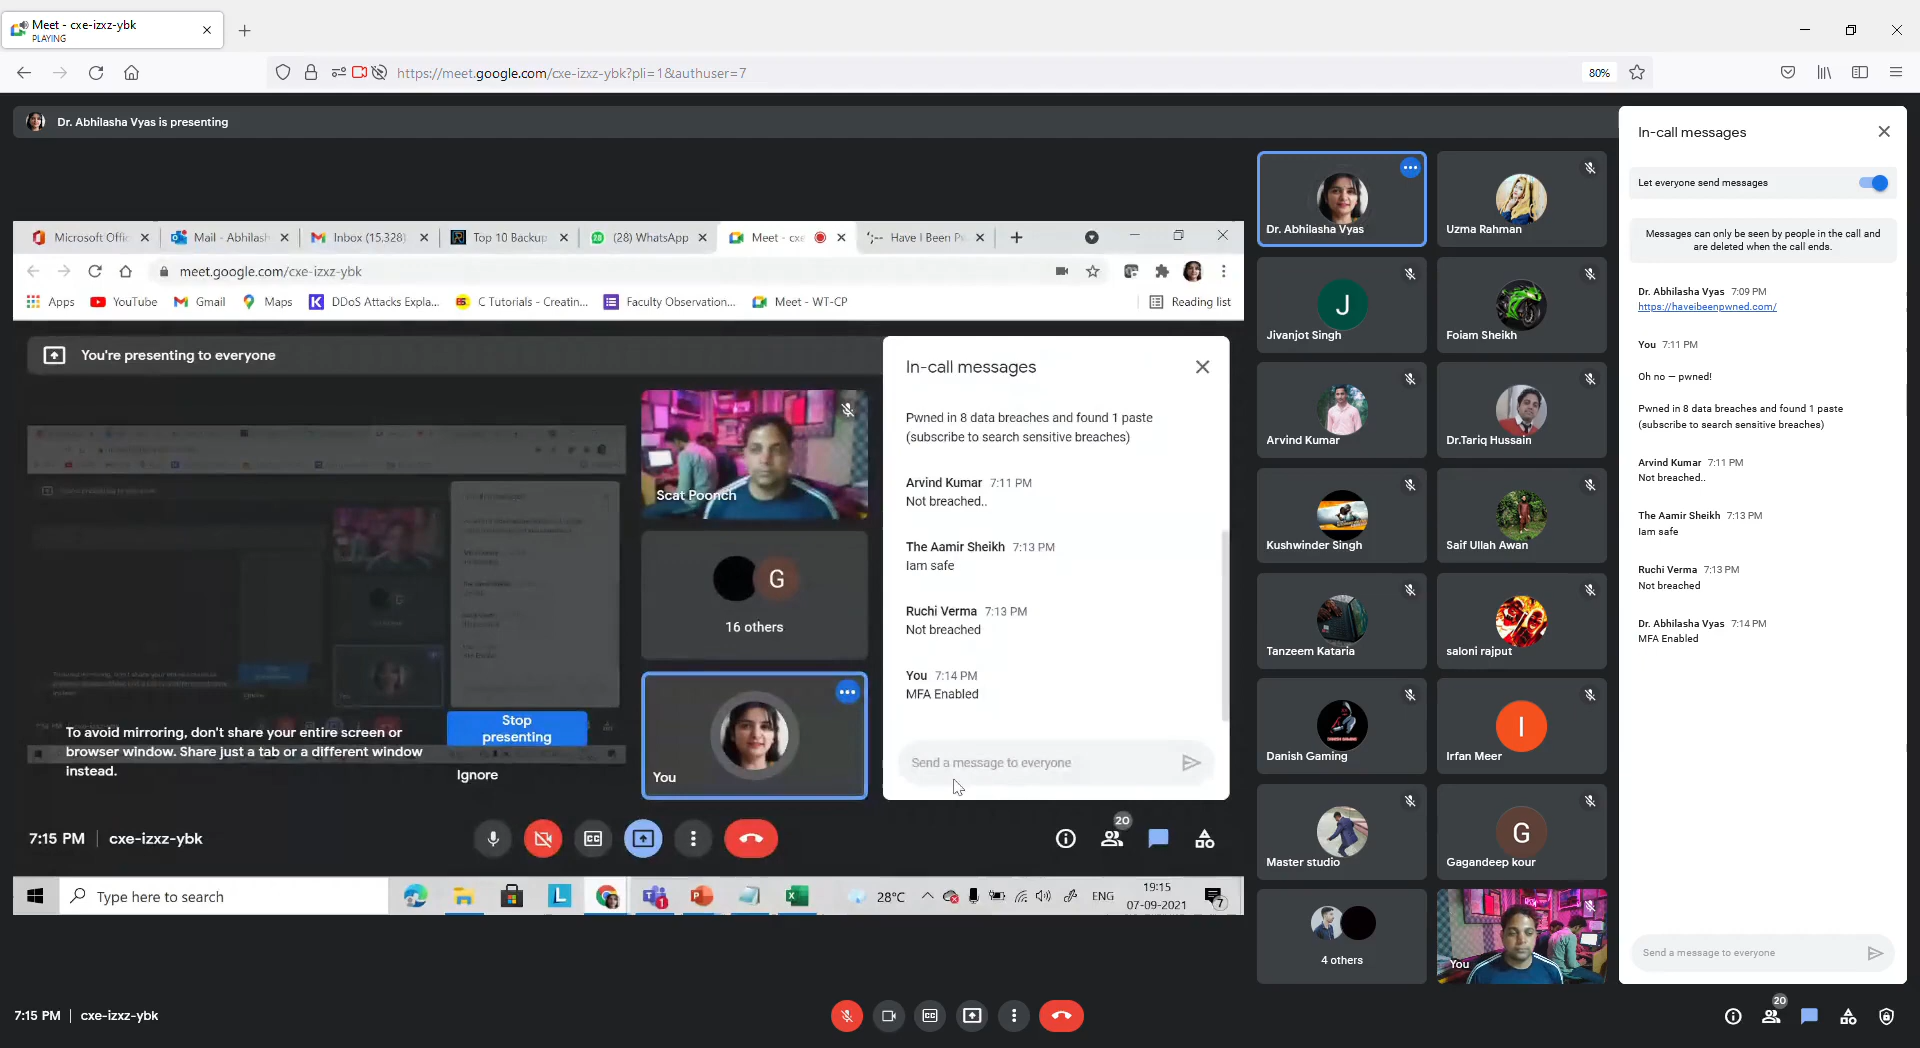 Meet - cxe-izxz-ybk
PLAYING
https://meet.google.com/cxe-izxz-ybk?pli=1&authuser=7
80%
Dr. Abhilasha Vyas is presenting
Microsoft Offic
Mail - Abhilash
Inbox (15,328)
Top 10 Backup
(28) WhatsApp
Meet - cxe
Have I Been P
meet.google.com/cxe-izxz-ybk
Apps
YouTube
Gmail
Maps
DDoS Attacks Expla...
C Tutorials - Creatin...
Faculty Observation...
Meet - WT-CP
Reading list
You're presenting to everyone
Scat Poonch
G
16 others
You
To avoid mirroring, don't share your entire screen or
browser window. Share just a tab or a different window
instead.
Stop
presenting
Ignore
In-call messages
Pwned in 8 data breaches and found 1 paste
(subscribe to search sensitive breaches)
Arvind Kumar 7:11 PM
Not breached..
The Aamir Sheikh 7:13 PM
Iam safe
Ruchi Verma 7:13 PM
Not breached
You 7:14 PM
MFA Enabled
Send a message to everyone
7:15 PM | cxe-izxz-ybk
20
Type here to search
28°C
ENG
19:15
07-09-2021
7
Dr. Abhilasha Vyas
Uzma Rahman
J
Jivanjot Singh
Foiam Sheikh
Arvind Kumar
Dr.Tariq Hussain
Kushwinder Singh
Saif Ullah Awan
Tanzeem Kataria
saloni rajput
Danish Gaming
I
Irfan Meer
Master studio
G
Gagandeep kour
4 others
You
In-call messages
Let everyone send messages
Messages can only be seen by people in the call and
are deleted when the call ends.
Dr. Abhilasha Vyas 7:09 PM
https://haveibeenpwned.com/
You 7:11 PM
Oh no — pwned!
Pwned in 8 data breaches and found 1 paste
(subscribe to search sensitive breaches)
Arvind Kumar 7:11 PM
Not breached..
The Aamir Sheikh 7:13 PM
Iam safe
Ruchi Verma 7:13 PM
Not breached
Dr. Abhilasha Vyas 7:14 PM
MFA Enabled
Send a message to everyone
7:15 PM | cxe-izxz-ybk
20